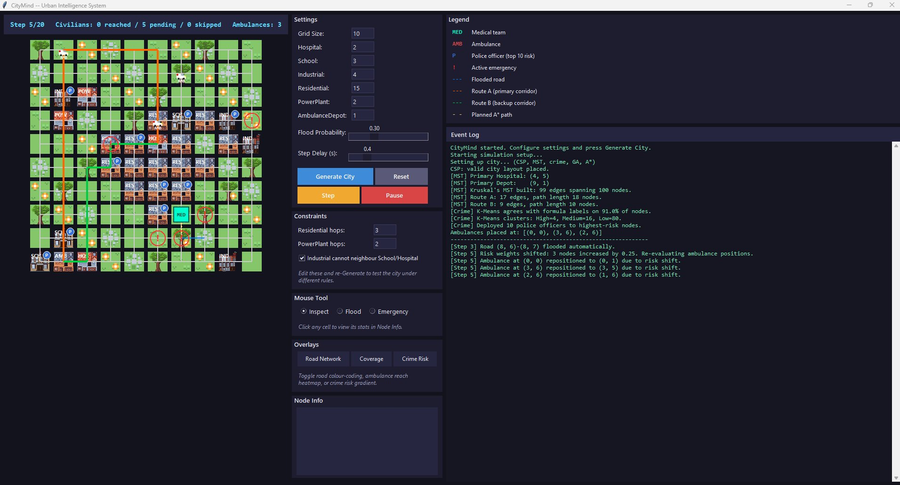 CityMind -- Urban Intelligence System
Step 5/20 Civilians: 0 reached / 5 pending / 0 skipped Ambulances: 3
Settings
Grid Size: 10
Hospital: 2
School: 3
Industrial: 4
Residential: 15
PowerPlant: 2
AmbulanceDepot: 1
Flood Probability: 0.30
Step Delay (s): 0.4
Generate City Reset
Step Pause
Constraints
Residential hops: 3
PowerPlant hops: 2
Industrial cannot neighbour School/Hospital
Edit these and re-Generate to test the city under
different rules.
Mouse Tool
Inspect Flood Emergency
Click any cell to view its stats in Node Info.
Overlays
Road Network Coverage Crime Risk
Toggle road colour-coding, ambulance reach
heatmap, or crime risk gradient.
Node Info
Legend
MED Medical team
AMB Ambulance
P Police officer (top 10 risk)
! Active emergency
--- Flooded road
--- Route A (primary corridor)
--- Route B (backup corridor)
- - Planned A* path
Event Log
CityMind started. Configure settings and press Generate City.
Starting simulation setup...
Setting up city... (CSP, MST, crime, GA, A*)
CSP: valid city layout placed.
[MST] Primary Hospital: (4, 5)
[MST] Primary Depot: (9, 1)
[MST] Kruskal's MST built: 99 edges spanning 100 nodes.
[MST] Route A: 17 edges, path length 18 nodes.
[MST] Route B: 9 edges, path length 10 nodes.
[Crime] K-Means agrees with formula labels on 91.0% of nodes.
[Crime] K-Means clusters: High=4, Medium=16, Low=80.
[Crime] Deployed 10 police officers to highest-risk nodes.
Ambulances placed at: [(0, 0), (3, 6), (2, 6)]
[Step 3] Road (8, 6)-(8, 7) flooded automatically.
[Step 5] Risk weights shifted: 3 nodes increased by 0.25. Re-evaluating ambulance positions.
[Step 5] Ambulance at (0, 0) repositioned to (0, 1) due to risk shift.
[Step 5] Ambulance at (3, 6) repositioned to (3, 5) due to risk shift.
[Step 5] Ambulance at (2, 6) repositioned to (1, 6) due to risk shift.
MED